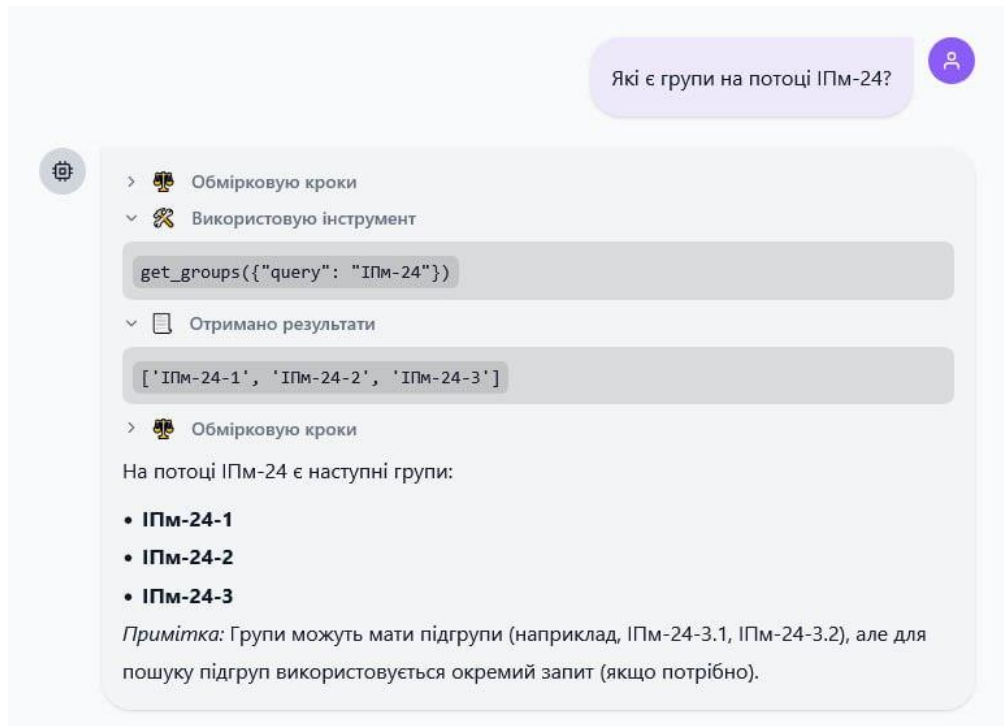 Які є групи на потоці ІПм-24?
Обмірковую кроки
Використовую інструмент
get_groups({"query": "ІПм-24"})
Отримано результати
['ІПм-24-1', 'ІПм-24-2', 'ІПм-24-3']
Обмірковую кроки
На потоці ІПм-24 є наступні групи:
• ІПм-24-1
• ІПм-24-2
• ІПм-24-3
Примітка: Групи можуть мати підгрупи (наприклад, ІПм-24-3.1, ІПм-24-3.2), але для
пошуку підгруп використовується окремий запит (якщо потрібно).